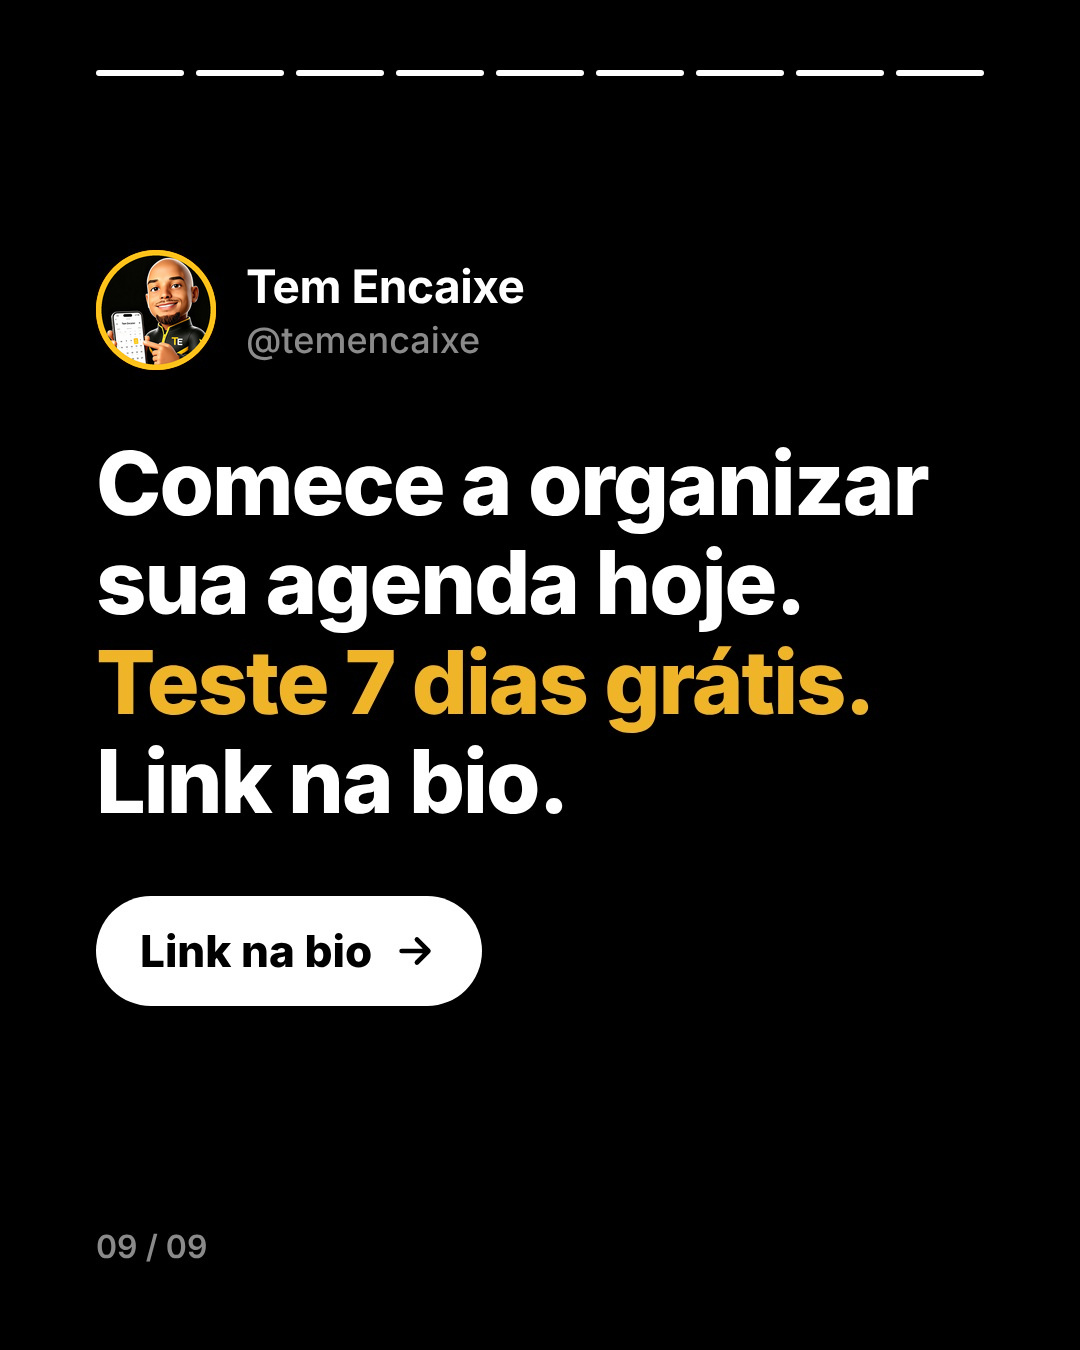 Tem Encaixe
@temencaixe
TE
Comece a organizar
sua agenda hoje.
Teste 7 dias grátis.
Link na bio.
Link na bio →
09 / 09